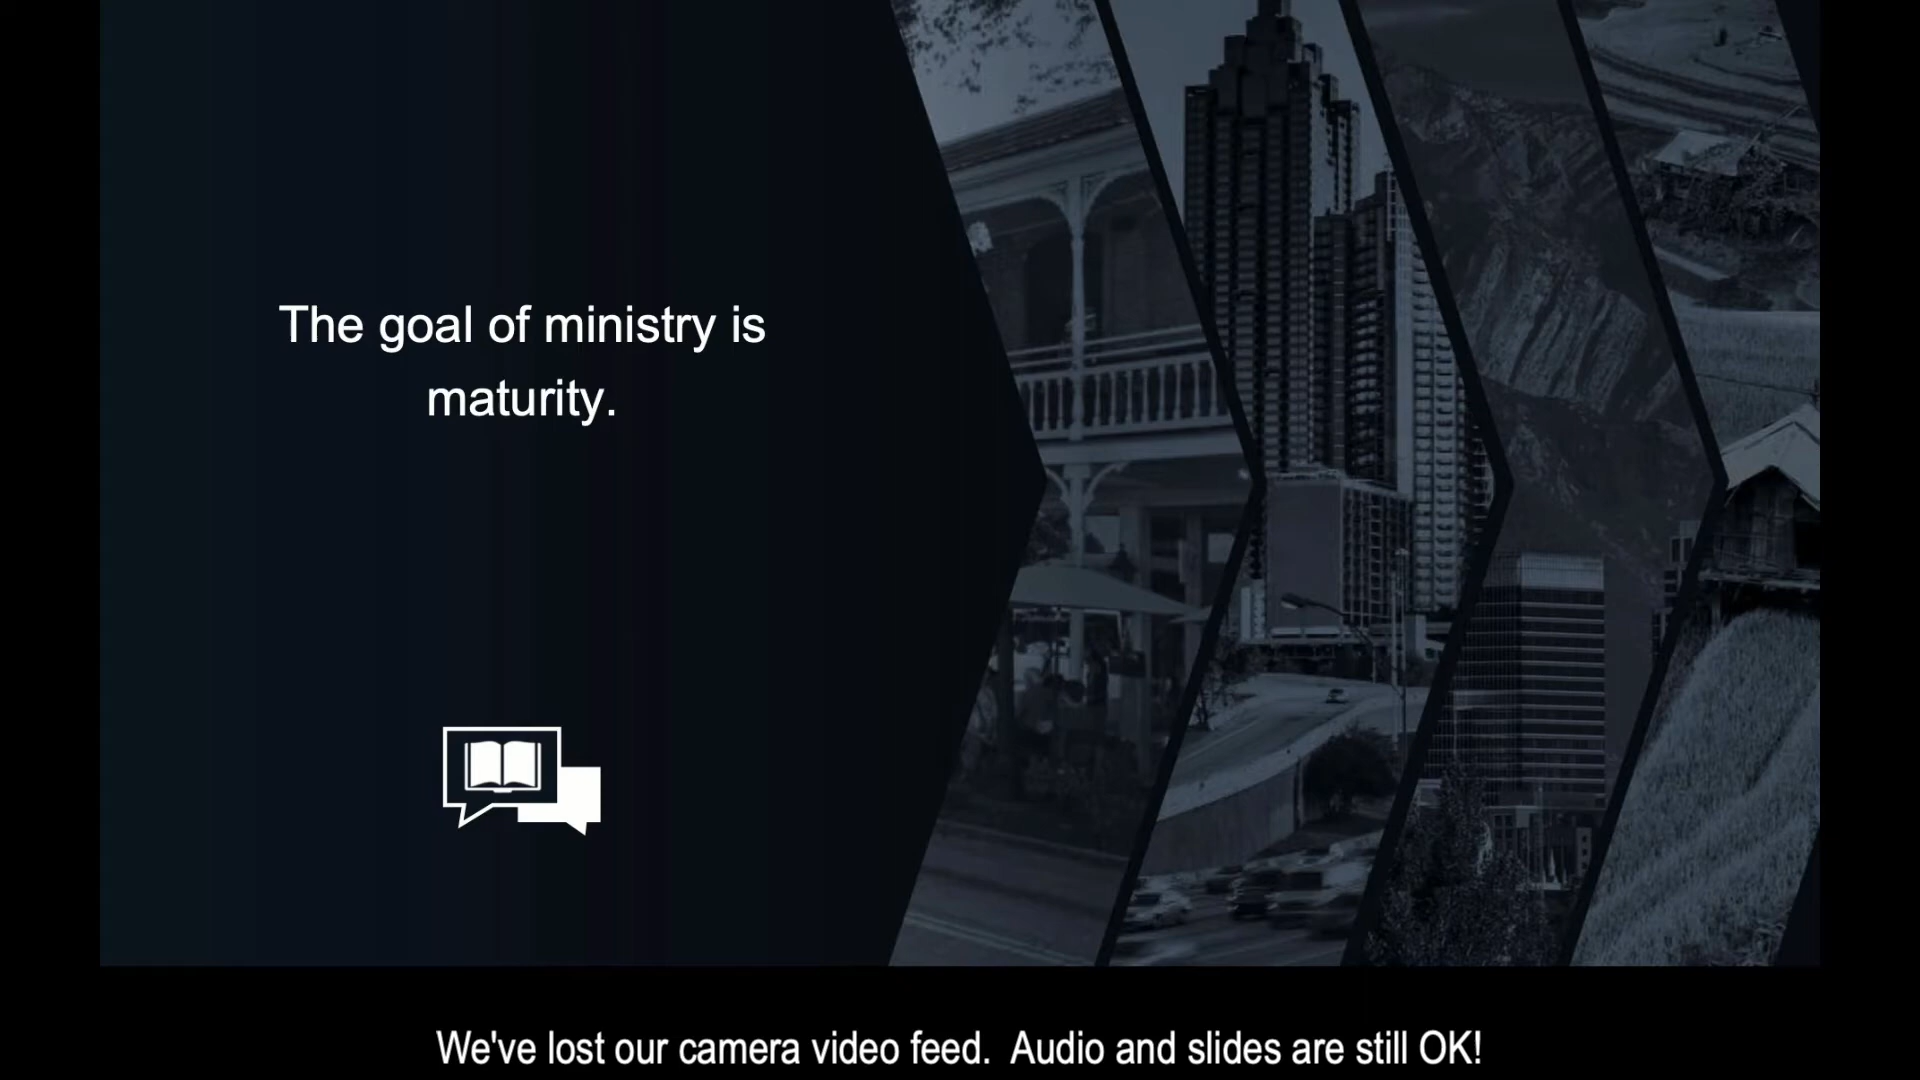 The goal of ministry is
maturity.
We've lost our camera video feed.  Audio and slides are still OK!